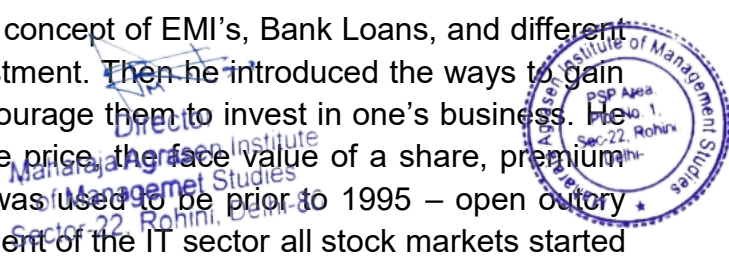 concept of EMI’s, Bank Loans, and different
stment. Then he introduced the ways to gain
ourage them to invest in one’s business. He
e price, the face value of a share, premium
was used to be prior to 1995 – open outcry
ent of the IT sector all stock markets started
Director
Maharaja Agrasen Institute
of Managemet Studies
Sector-22, Rohini, Delhi-86
Maharaja Agrasen Institute of Management Studies
PSP Area
Plot No. 1,
Sec-22, Rohini
Delhi-